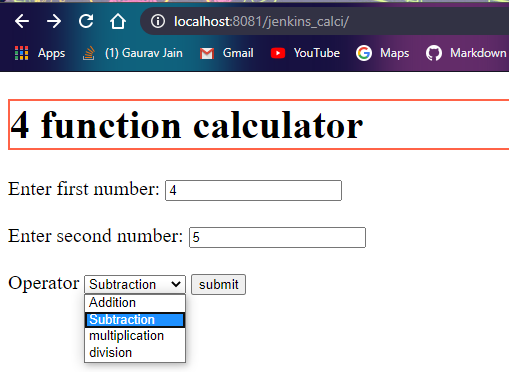 localhost:8081/jenkins_calci/
Apps (1) Gaurav Jain Gmail YouTube Maps Markdown
4 function calculator
Enter first number: 4
Enter second number: 5
Operator Subtraction submit
Addition
Subtraction
multiplication
division